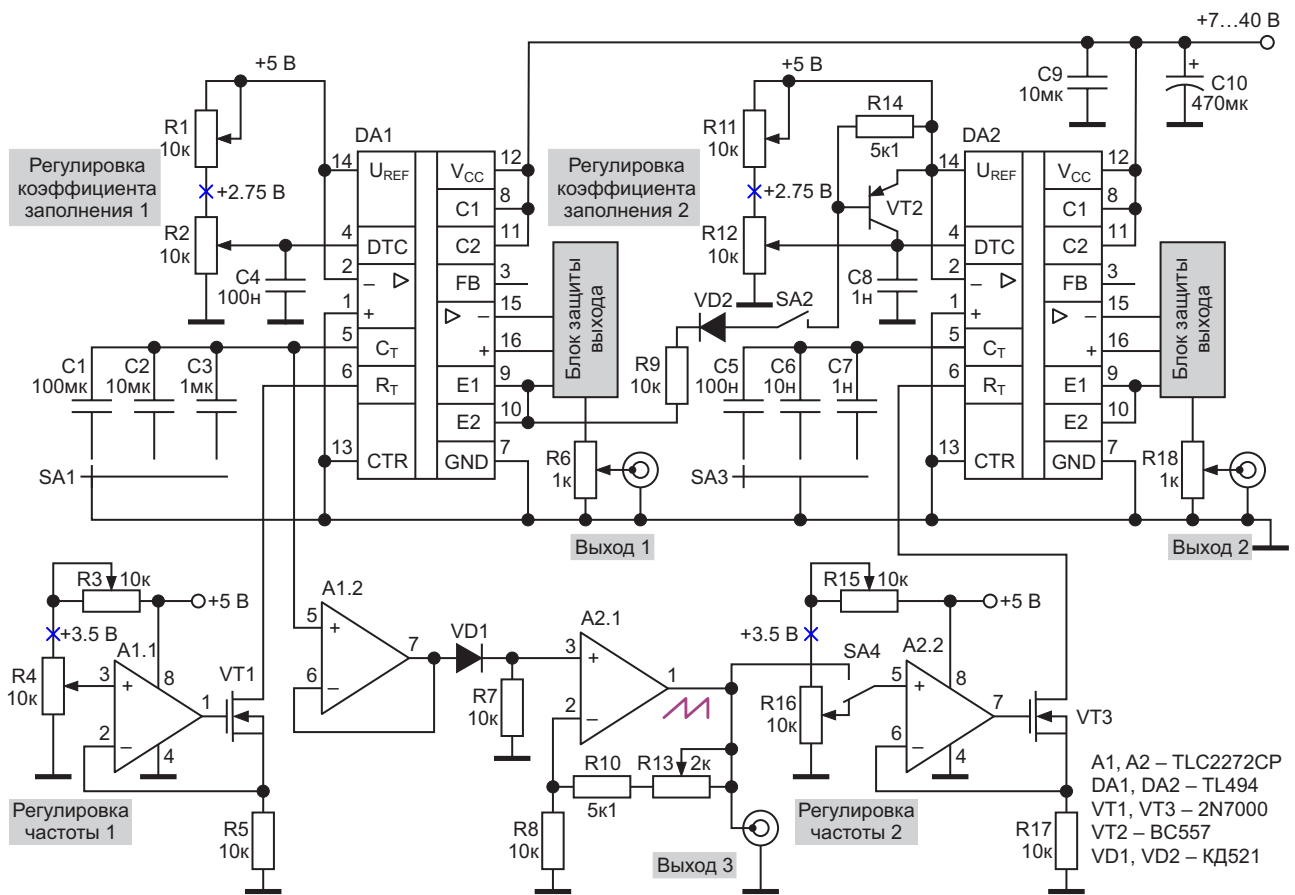 +7...40 В
+5 В
R1
10к
DA1
Регулировка
коэффициента
заполнения 1
+2.75 В
R2
10к
C4
100н
14
2
4
1
5
6
13
U_REF
DTC
–
+
C_T
R_T
CTR
V_CC
C1
C2
FB
–
+
E1
E2
GND
12
8
11
3
15
16
9
10
7
Блок защиты
выхода
C1
100мк
C2
10мк
C3
1мк
SA1
R6
1к
Выход 1
+5 В
R11
10к
R14
5к1
DA2
C9
10мк
+
C10
470мк
Регулировка
коэффициента
заполнения 2
+2.75 В
R12
10к
VT2
C8
1н
VD2
SA2
R9
10к
C5
100н
C6
10н
C7
1н
SA3
14
4
2
1
5
6
13
U_REF
DTC
–
+
C_T
R_T
CTR
V_CC
C1
C2
FB
–
+
E1
E2
GND
12
8
11
3
15
16
9
10
7
Блок защиты
выхода
R18
1к
Выход 2
R3
10к
+5 В
+3.5 В
A1.1
R4
10к
3
+
2
–
8
1
4
VT1
Регулировка
частоты 1
R5
10к
A1.2
5
+
6
–
7
VD1
R7
10к
A2.1
3
+
2
–
1
R10
5к1
R13
2к
R8
10к
Выход 3
R15
10к
+5 В
+3.5 В
SA4
A2.2
R16
10к
5
+
6
–
8
7
4
VT3
Регулировка
частоты 2
R17
10к
A1, A2 – TLC2272CP
DA1, DA2 – TL494
VT1, VT3 – 2N7000
VT2 – BC557
VD1, VD2 – КД521